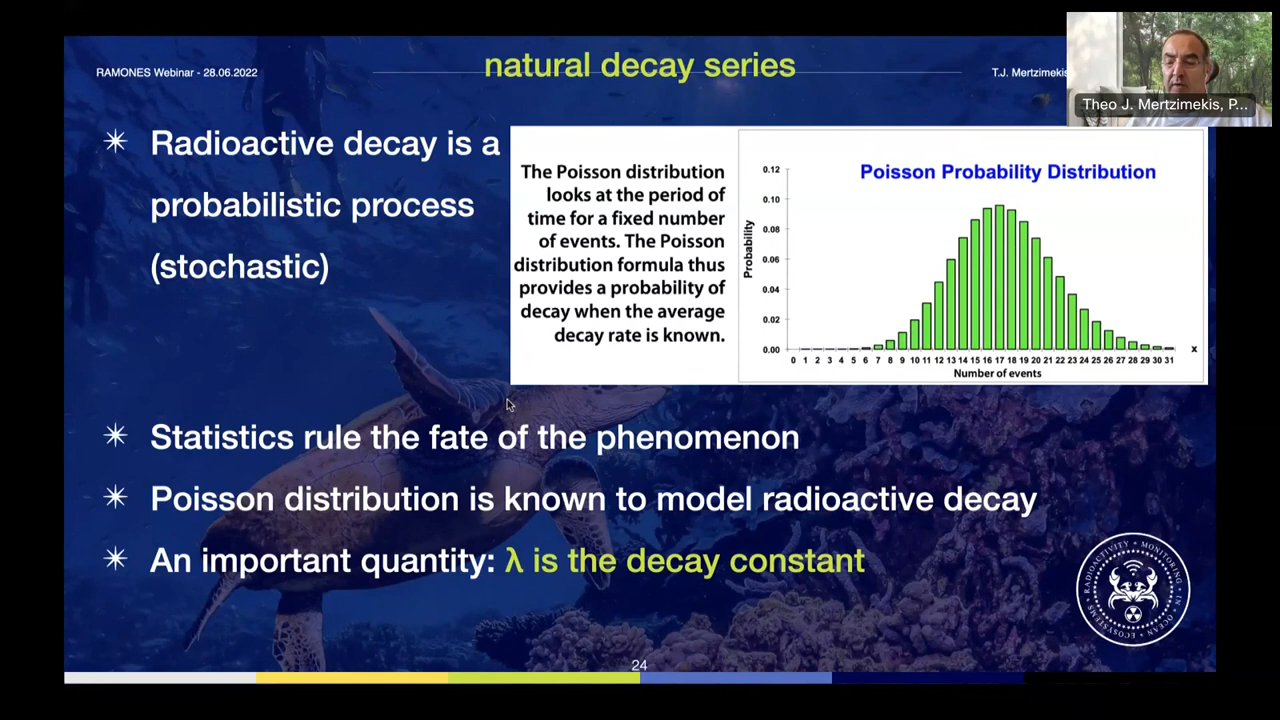 RAMONES Webinar - 28.06.2022
natural decay series
T.J. Mertzimekis
Theo J. Mertzimekis, P...
Radioactive decay is a
probabilistic process
(stochastic)
The Poisson distribution
looks at the period of
time for a fixed number
of events. The Poisson
distribution formula thus
provides a probability of
decay when the average
decay rate is known.
Poisson Probability Distribution
Probability
0.12
0.10
0.08
0.06
0.04
0.02
0.00
0 1 2 3 4 5 6 7 8 9 10 11 12 13 14 15 16 17 18 19 20 21 22 23 24 25 26 27 28 29 30 31
x
Number of events
Statistics rule the fate of the phenomenon
Poisson distribution is known to model radioactive decay
An important quantity: λ is the decay constant
RADIOACTIVITY • MONITORING • IN • OCEAN • ECOSYSTEMS •
24